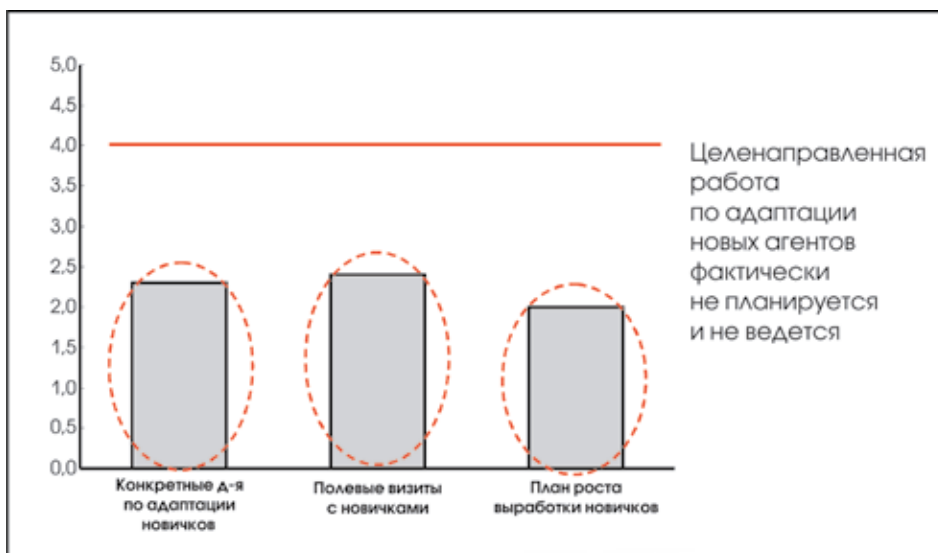 5,0
4,5
4,0
3,5
3,0
2,5
2,0
1,5
1,0
0,5
0,0
Конкретные д-я
по адаптации
новичков
Полевые визиты
с новичками
План роста
выработки новичков
Целенаправленная
работа
по адаптации
новых агентов
фактически
не планируется
и не ведется